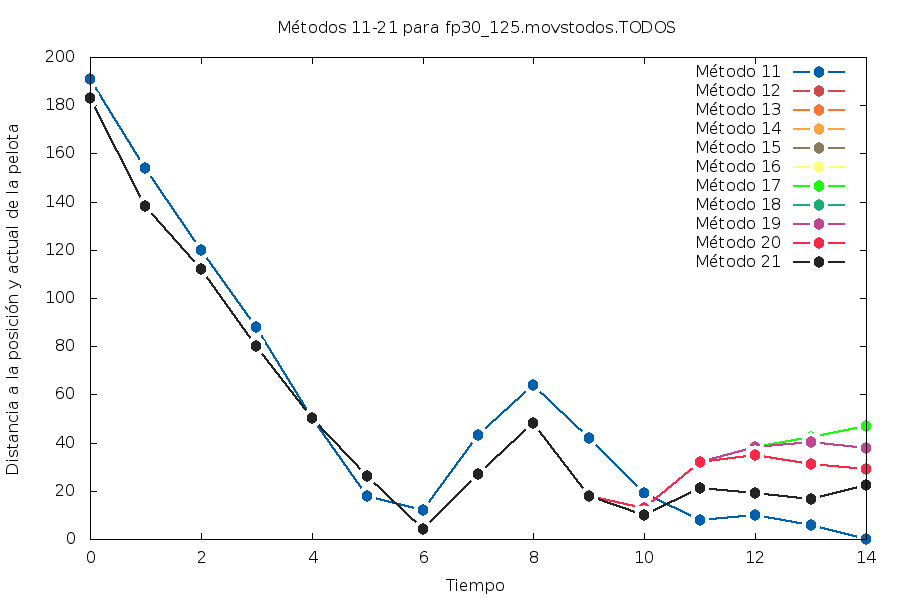 Métodos 11-21 para fp30_125.movstodos.TODOS
Distancia a la posición y actual de la pelota
200
180
160
140
120
100
80
60
40
20
0
Método 11
Método 12
Método 13
Método 14
Método 15
Método 16
Método 17
Método 18
Método 19
Método 20
Método 21
0 2 4 6 8 10 12 14
Tiempo